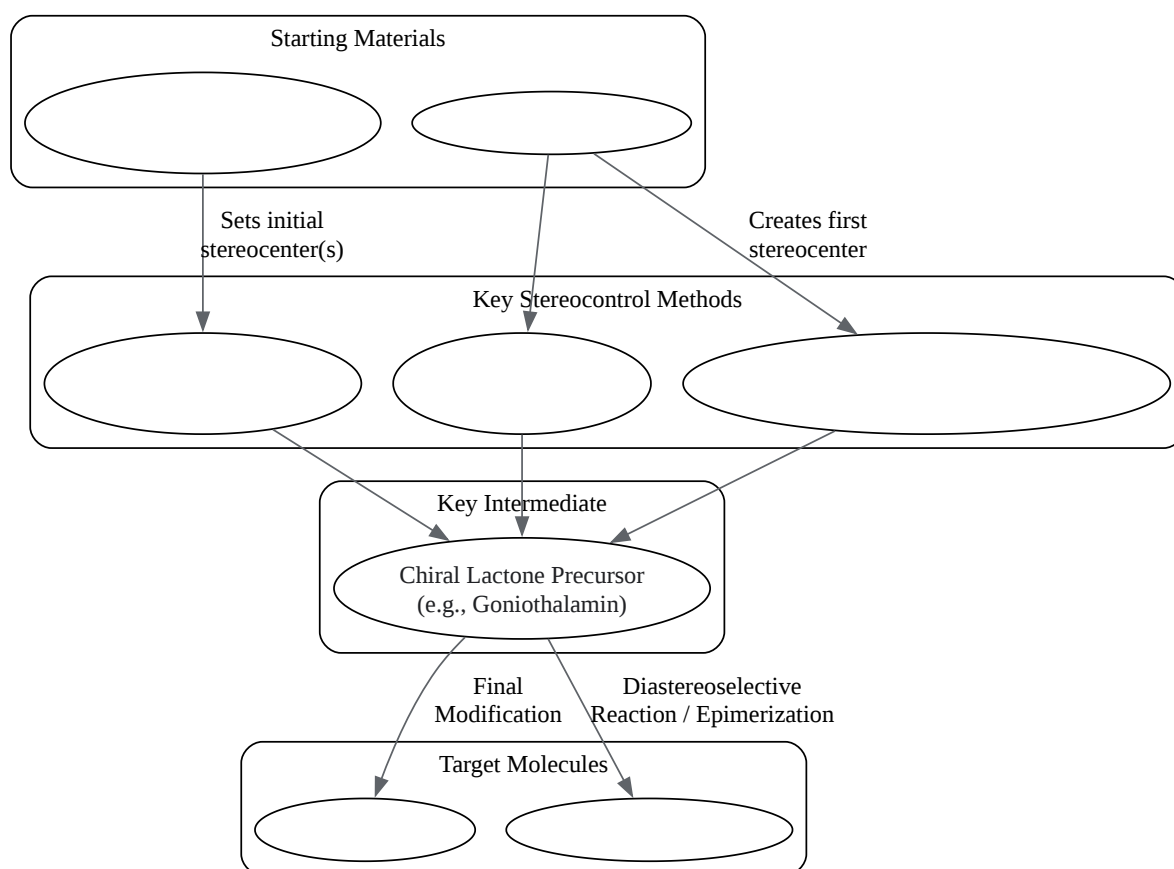 Starting Materials
Sets initial
stereocenter(s)
Creates first
stereocenter
Key Stereocontrol Methods
Key Intermediate
Chiral Lactone Precursor
(e.g., Goniothalamin)
Final
Modification
Diastereoselective
Reaction / Epimerization
Target Molecules